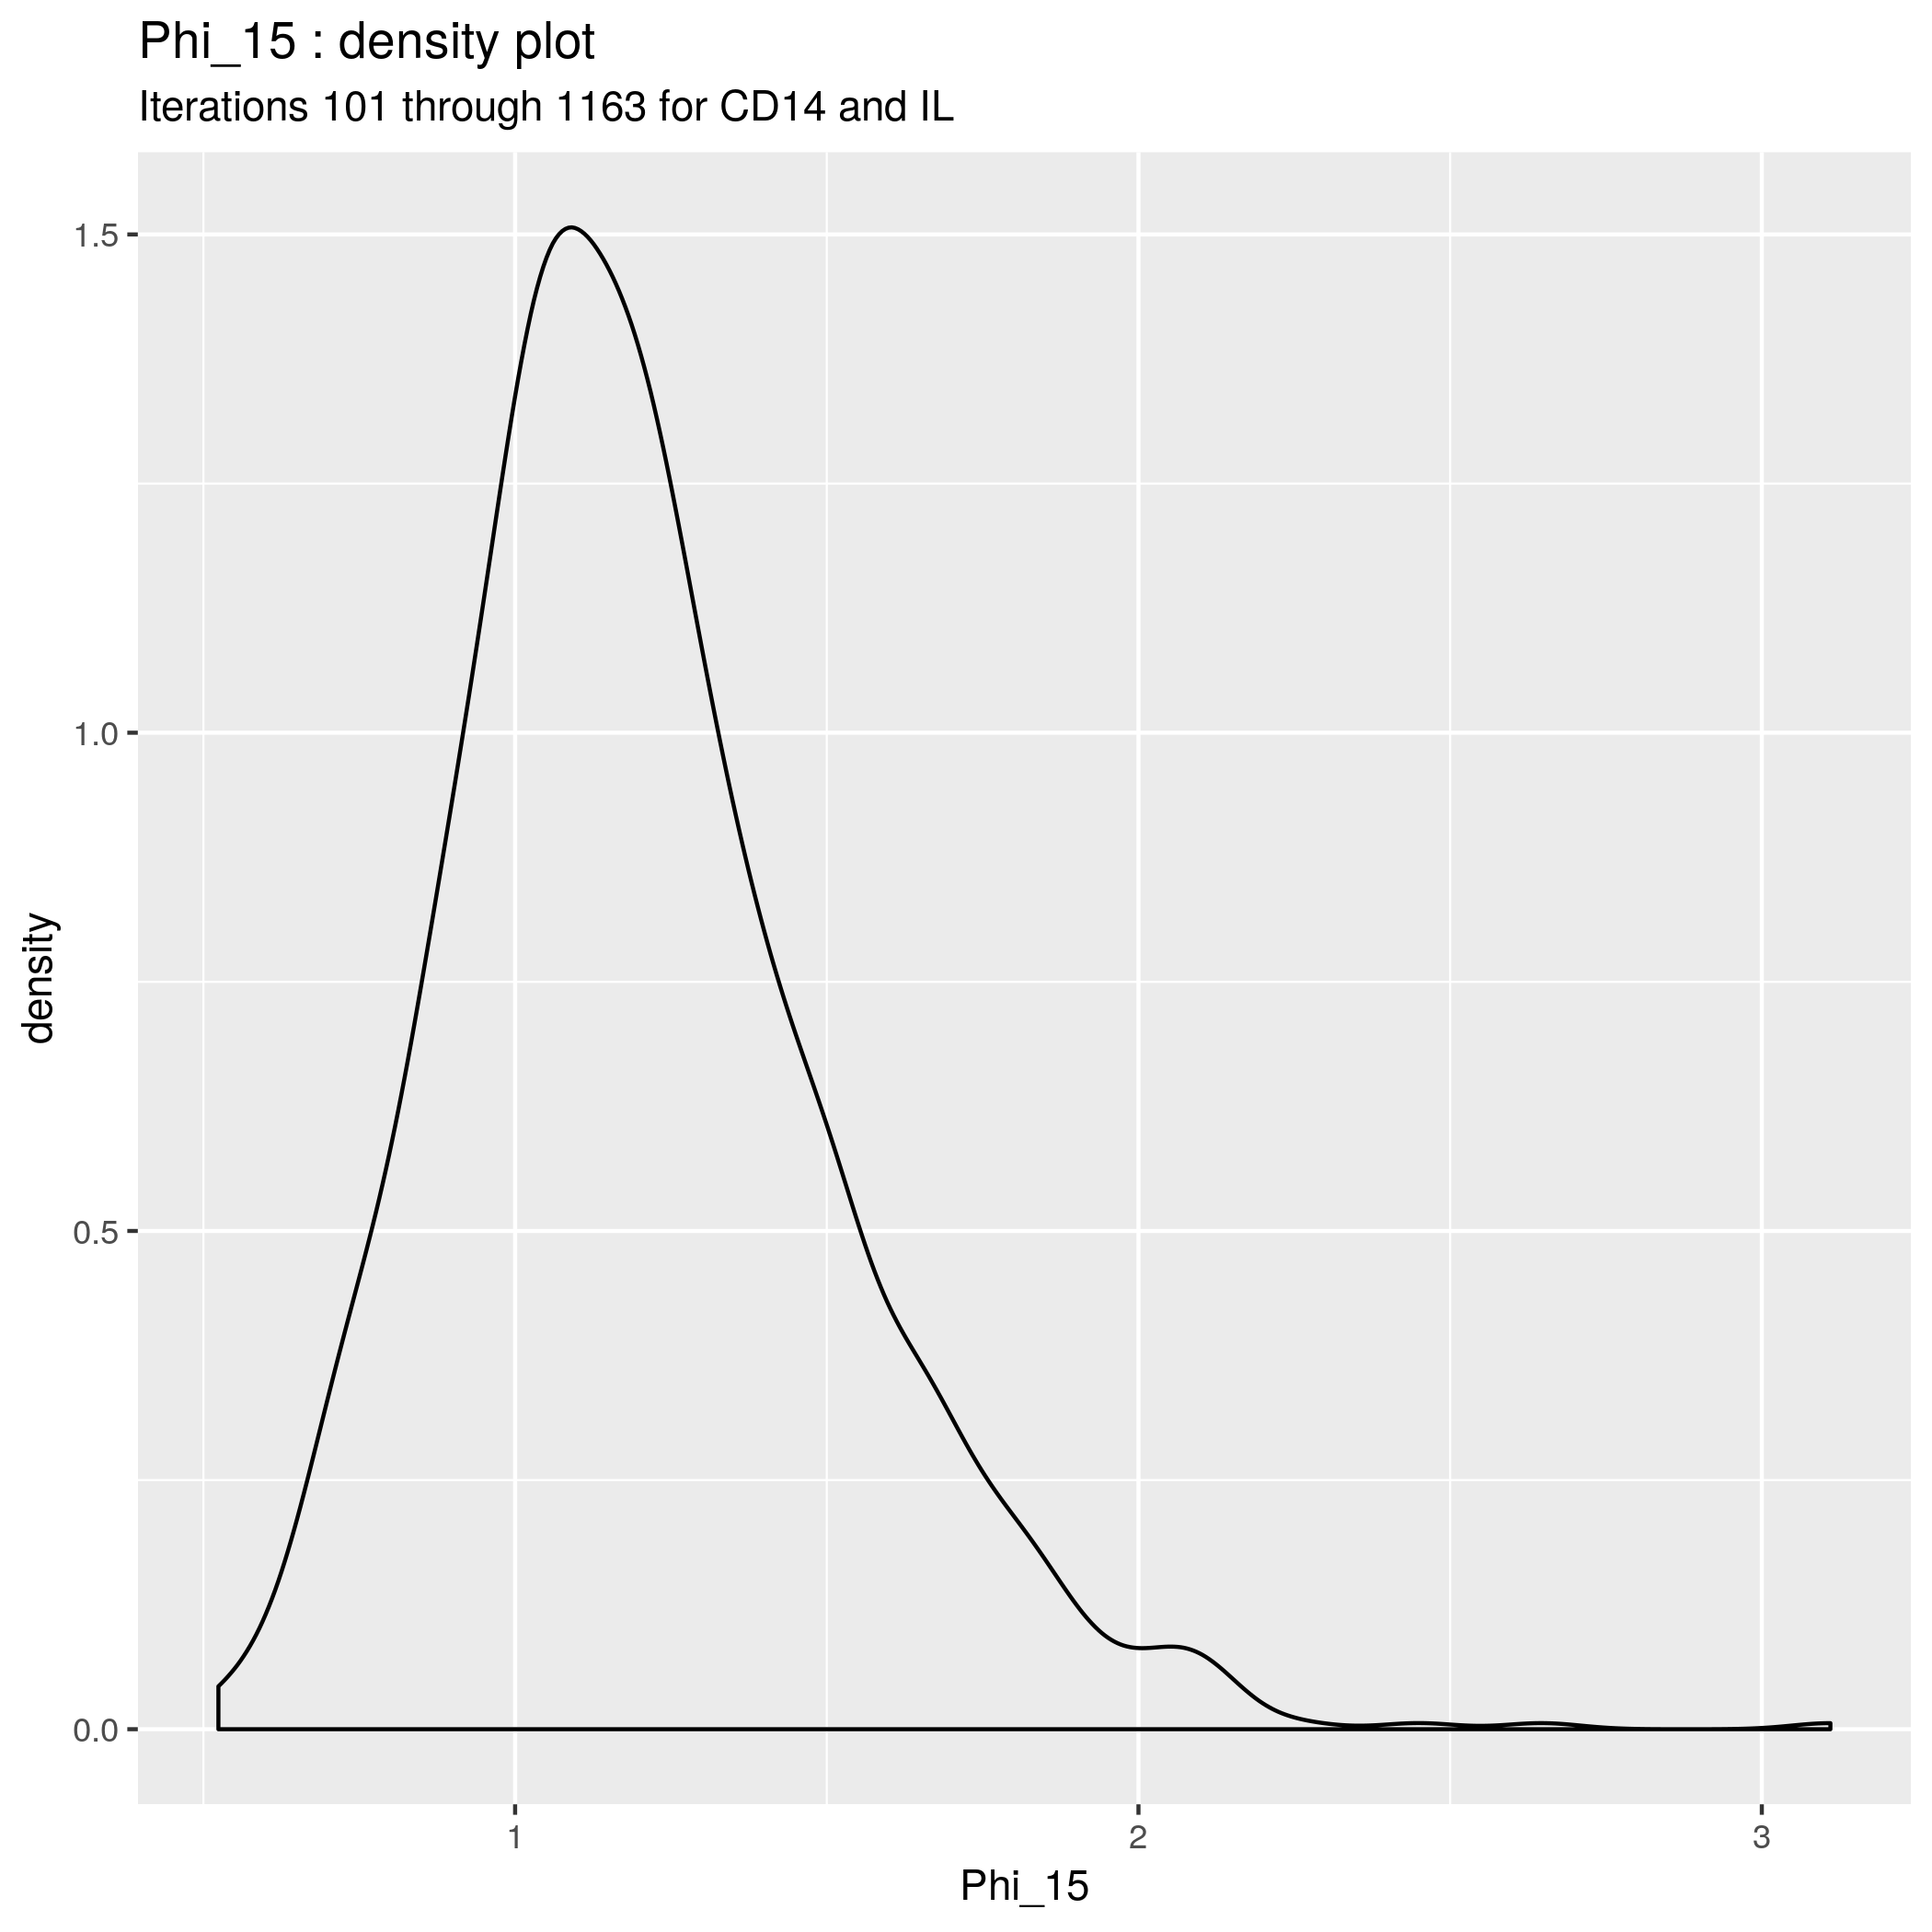 Phi_15 : density plot
Iterations 101 through 1163 for CD14 and IL
1.5
1.0
0.5
0.0
density
1
2
3
Phi_15